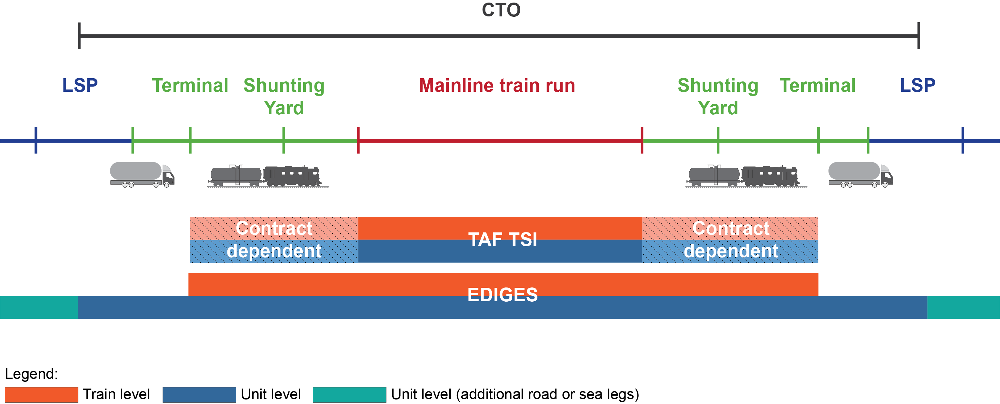 CTO
LSP
Terminal
Shunting
Yard
Mainline train run
Shunting
Yard
Terminal
LSP
Contract
dependent
TAF TSI
Contract
dependent
EDIGES
Legend:
Train level
Unit level
Unit level (additional road or sea legs)